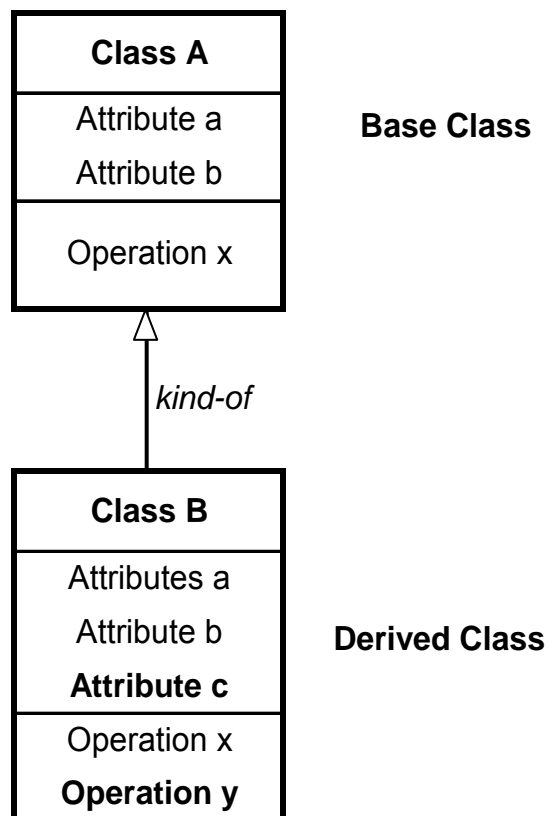 Class A
Attribute a
Attribute b
Base Class
Operation x
kind-of
Class B
Attributes a
Attribute b
Attribute c
Derived Class
Operation x
Operation y